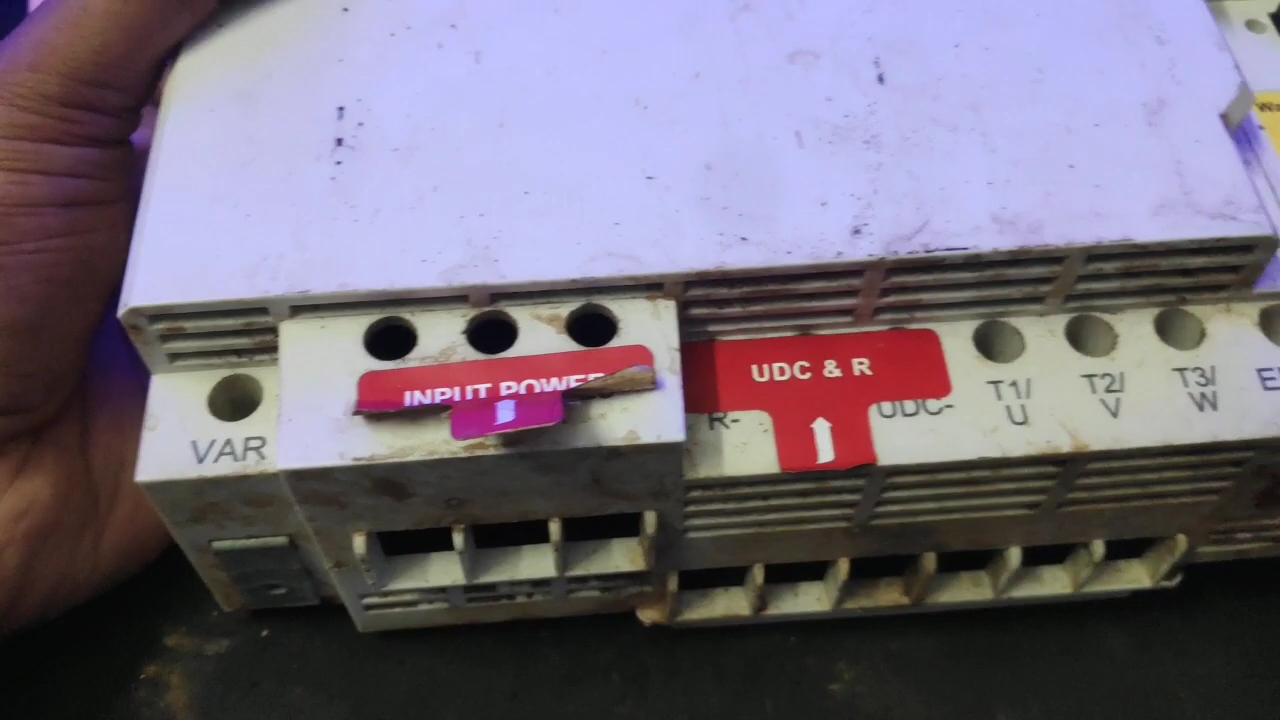 VAR
INPUT POWER
UDC & R
R-
UDC-
T1/
U
T2/
V
T3/
W